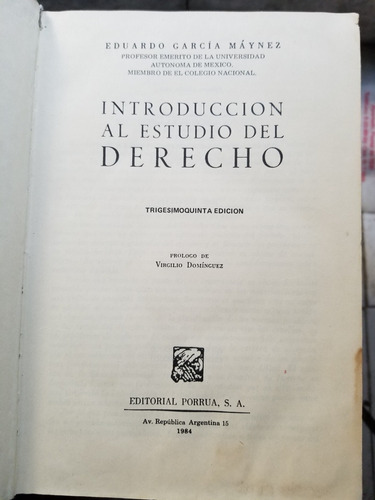 EDUARDO GARCÍA MÁYNEZ
PROFESOR EMERITO DE LA UNIVERSIDAD
AUTONOMA DE MEXICO.
MIEMBRO DE EL COLEGIO NACIONAL.
INTRODUCCION
AL ESTUDIO DEL
DERECHO
TRIGESIMOQUINTA EDICION
PROLOGO DE
VIRGILIO DOMÍNGUEZ
EDITORIAL PORRUA, S. A.
Av. República Argentina 15
1984